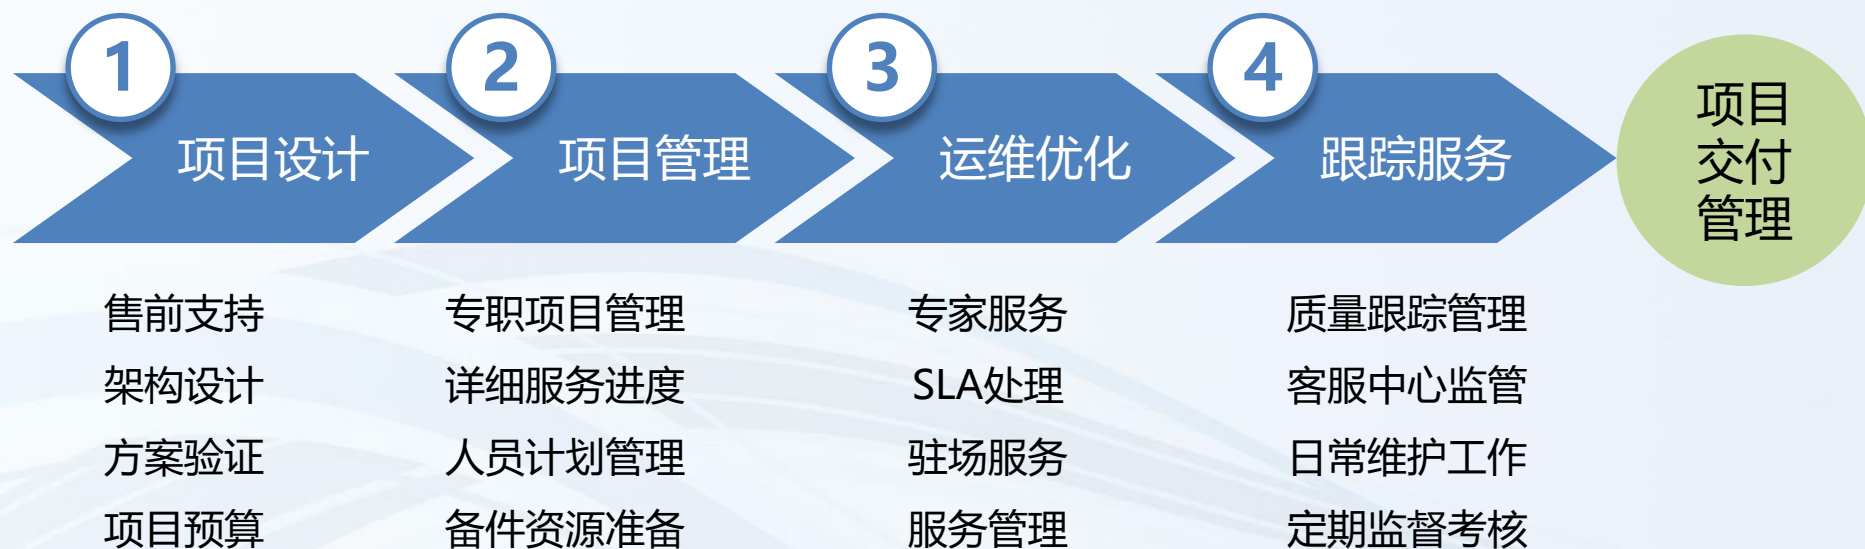 1
项目设计
2
项目管理
3
运维优化
4
跟踪服务
项目
交付
管理
售前支持
架构设计
方案验证
项目预算
专职项目管理
详细服务进度
人员计划管理
备件资源准备
专家服务
SLA处理
驻场服务
服务管理
质量跟踪管理
客服中心监管
日常维护工作
定期监督考核